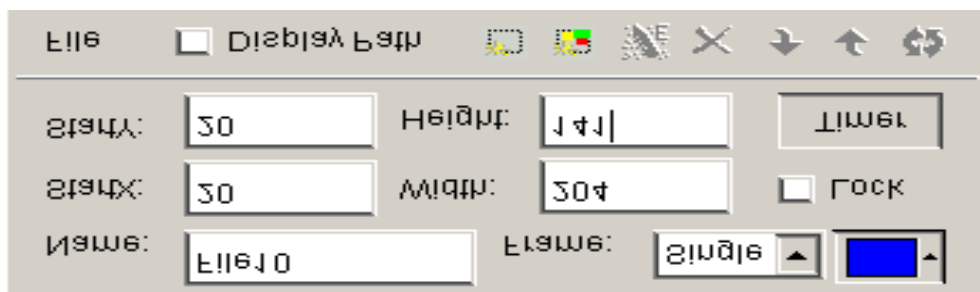 Name: File10 Frame: Single
StartX: 20 Width: 204 Lock
StartY: 20 Height: 141 Timer
File Display Path